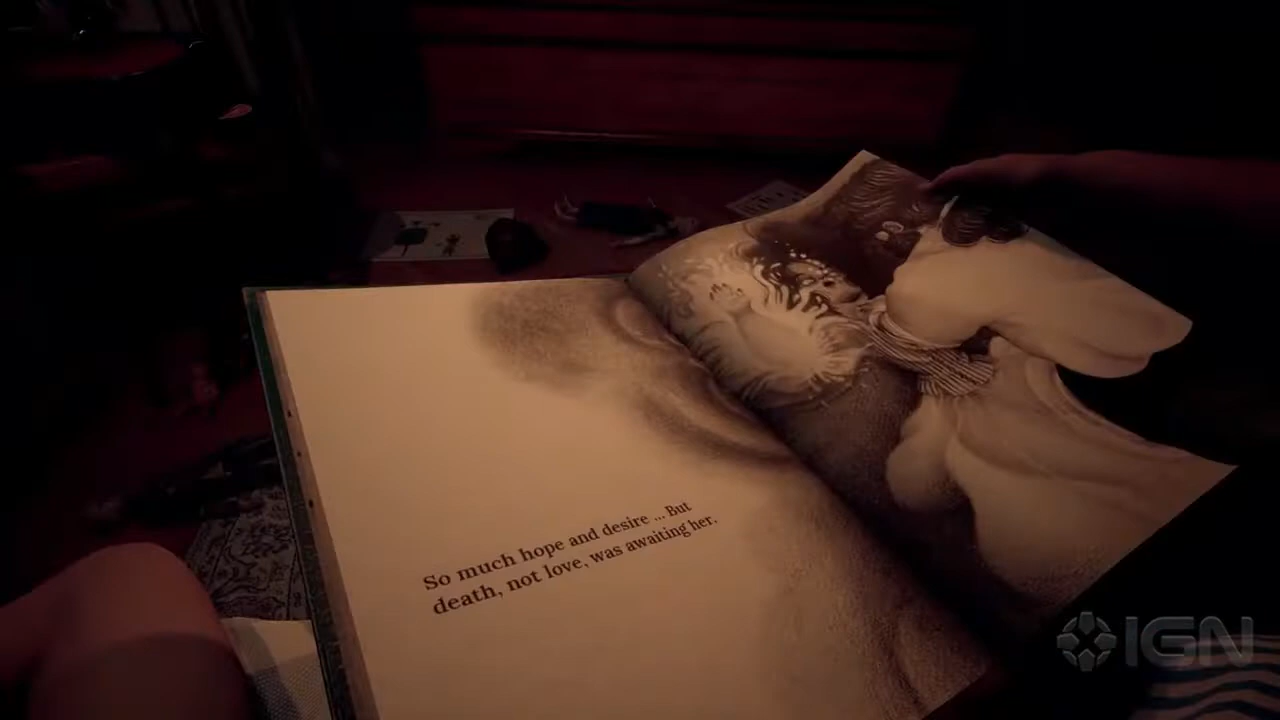 So much hope and desire ... But
death, not love, was awaiting her.
IGN